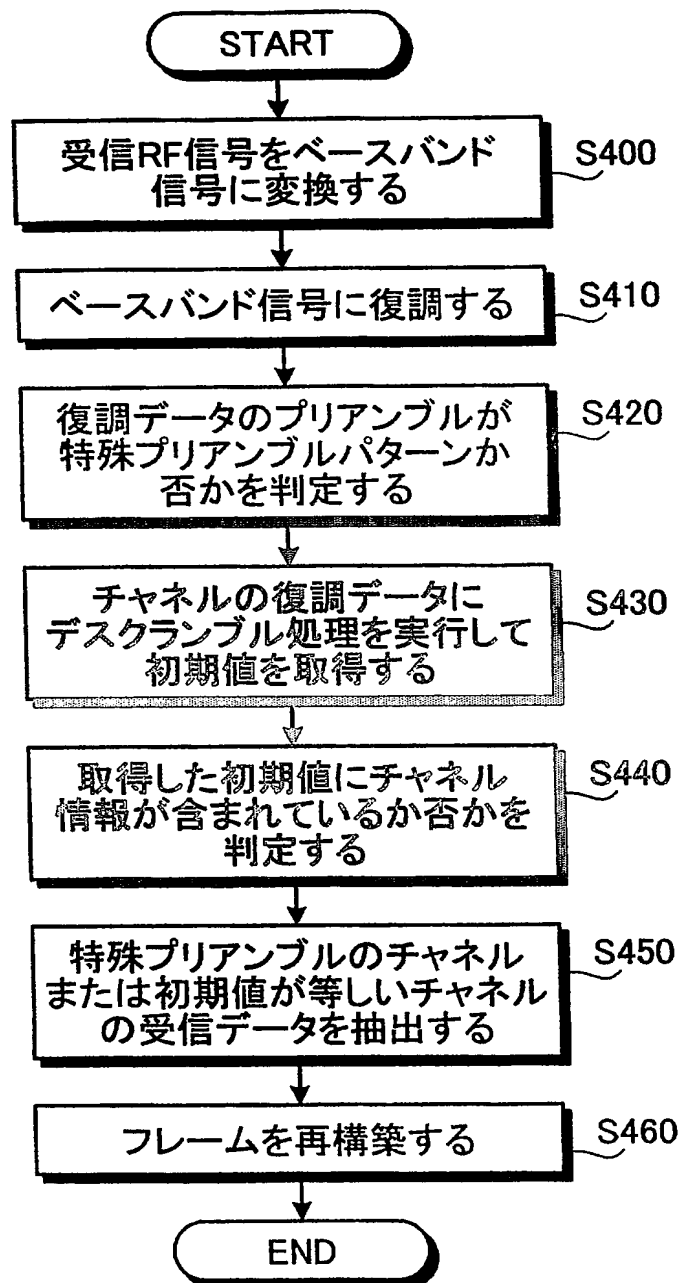 START
受信RF信号をベースバンド
信号に変換する
S400
ベースバンド信号に復調する
S410
復調データのプリアンブルが
特殊プリアンブルパターンか
否かを判定する
S420
チャネルの復調データに
デスクランブル処理を実行して
初期値を取得する
S430
取得した初期値にチャネル
情報が含まれているか否かを
判定する
S440
特殊プリアンブルのチャネル
または初期値が等しいチャネル
の受信データを抽出する
S450
フレームを再構築する
S460
END